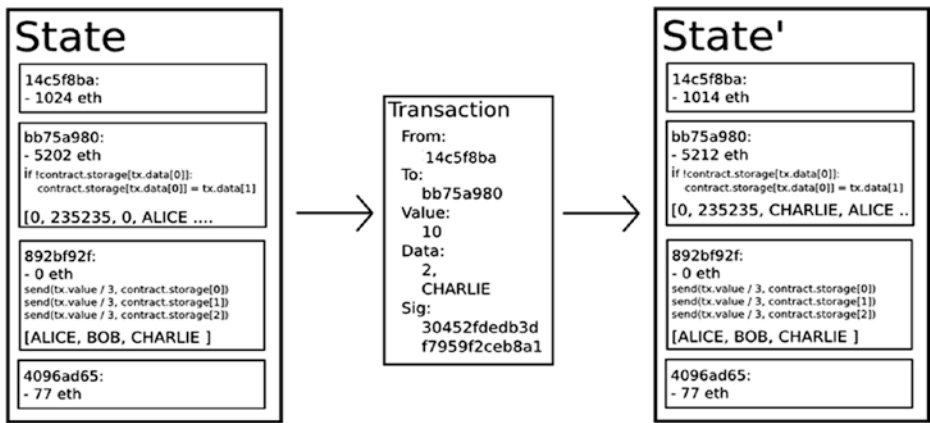 State
14c5f8ba:
- 1024 eth
bb75a980:
- 5202 eth
if !contract.storage[tx.data[0]]:
contract.storage[tx.data[0]] = tx.data[1]
[0, 235235, 0, ALICE ....
892bf92f:
- 0 eth
send(tx.value / 3, contract.storage[0])
send(tx.value / 3, contract.storage[1])
send(tx.value / 3, contract.storage[2])
[ALICE, BOB, CHARLIE ]
4096ad65:
- 77 eth
Transaction
From:
14c5f8ba
To:
bb75a980
Value:
10
Data:
2,
CHARLIE
Sig:
30452fdedb3d
f7959f2ceb8a1
State'
14c5f8ba:
- 1014 eth
bb75a980:
- 5212 eth
if !contract.storage[tx.data[0]]:
contract.storage[tx.data[0]] = tx.data[1]
[0, 235235, CHARLIE, ALICE ..
892bf92f:
- 0 eth
send(tx.value / 3, contract.storage[0])
send(tx.value / 3, contract.storage[1])
send(tx.value / 3, contract.storage[2])
[ALICE, BOB, CHARLIE ]
4096ad65:
- 77 eth